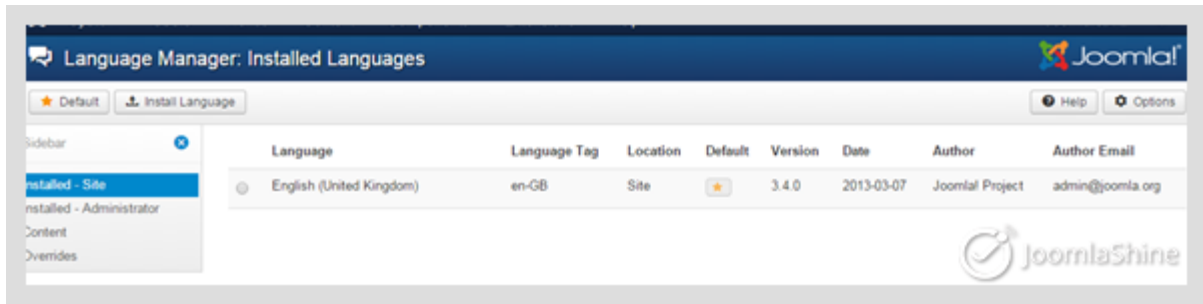 Language Manager: Installed Languages
Joomla!
Default
Install Language
Help
Options
Sidebar
Language Language Tag Location Default Version Date Author Author Email
Installed - Site
English (United Kingdom) en-GB Site 3.4.0 2013-03-07 Joomla! Project admin@joomla.org
Installed - Administrator
Content
Overrides
JoomlaShine